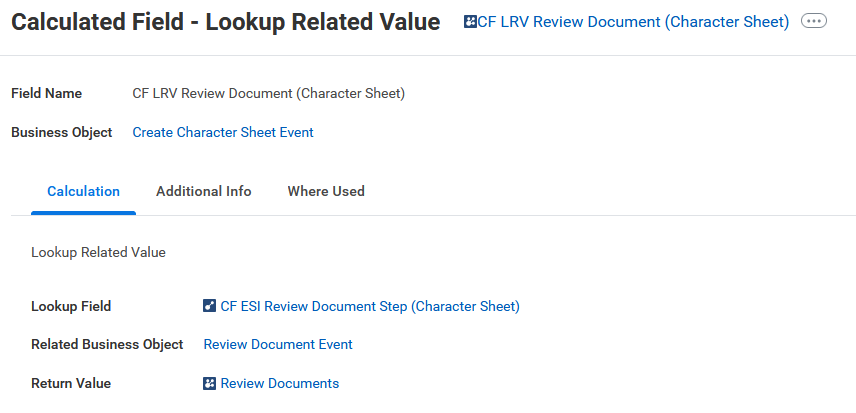 Calculated Field - Lookup Related Value CF LRV Review Document (Character Sheet)
Field Name CF LRV Review Document (Character Sheet)
Business Object Create Character Sheet Event
Calculation Additional Info Where Used
Lookup Related Value
Lookup Field CF ESI Review Document Step (Character Sheet)
Related Business Object Review Document Event
Return Value Review Documents